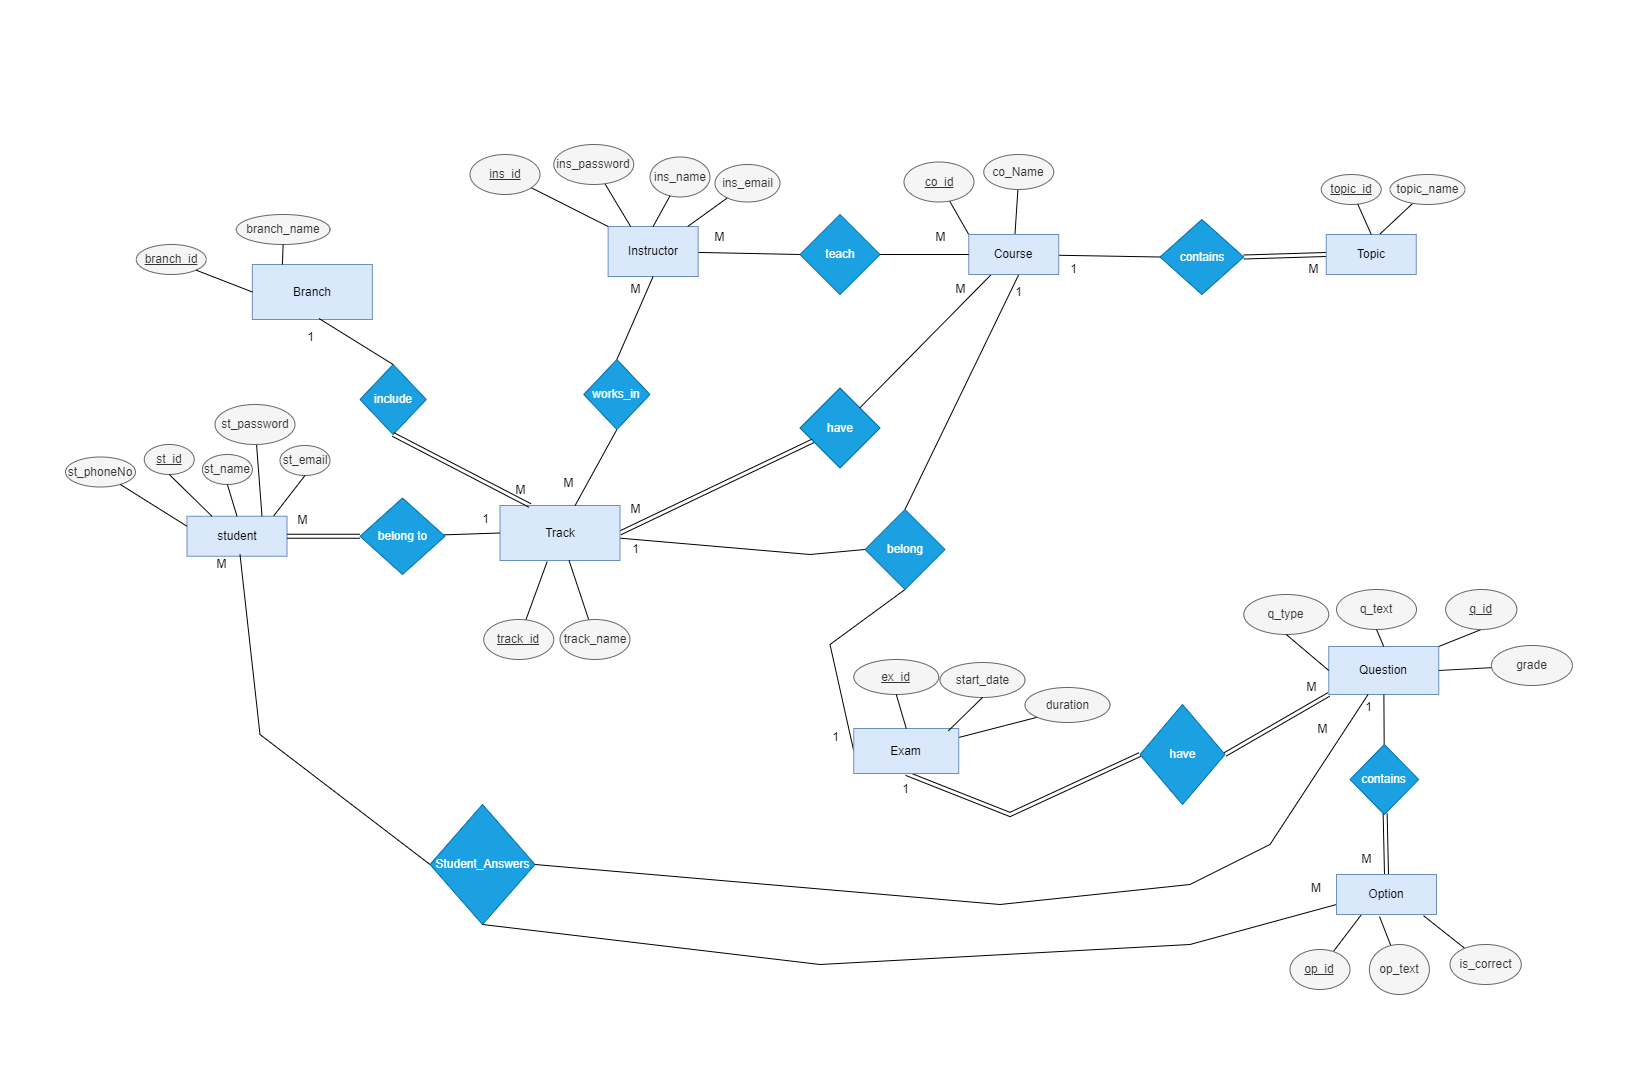 ins_id
ins_password
ins_name
ins_email
co_id
co_Name
topic_id
topic_name
branch_name
branch_id
Instructor
M
teach
M
Course
1
contains
M
Topic
Branch
1
M
M
1
include
works_in
have
st_password
st_phoneNo
st_id
st_name
st_email
student
M
belong to
1
M
M
Track
M
1
belong
M
track_id
track_name
q_type
q_text
q_id
Question
grade
ex_id
start_date
duration
Exam
1
1
have
M
M
1
contains
M
Student_Answers
M
Option
op_id
op_text
is_correct